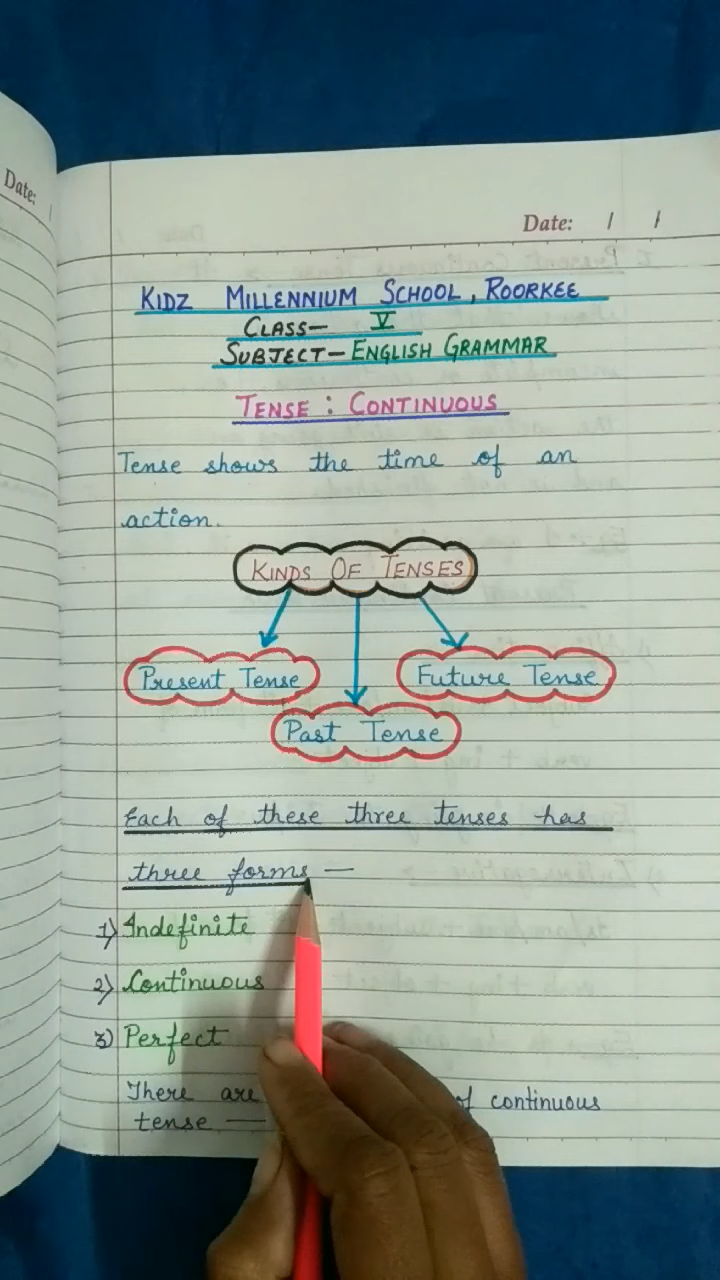 Date:
Date: / /
KIDZ MILLENNIUM SCHOOL, ROORKEE
CLASS- V
SUBJECT- ENGLISH GRAMMAR
TENSE : CONTINUOUS
Tense shows the time of an
action.
KINDS OF TENSES
Present Tense
Future Tense
Past Tense
Each of these three tenses has
three forms -
1) Indefinite
2) Continuous
3) Perfect
There are of continuous
tense —